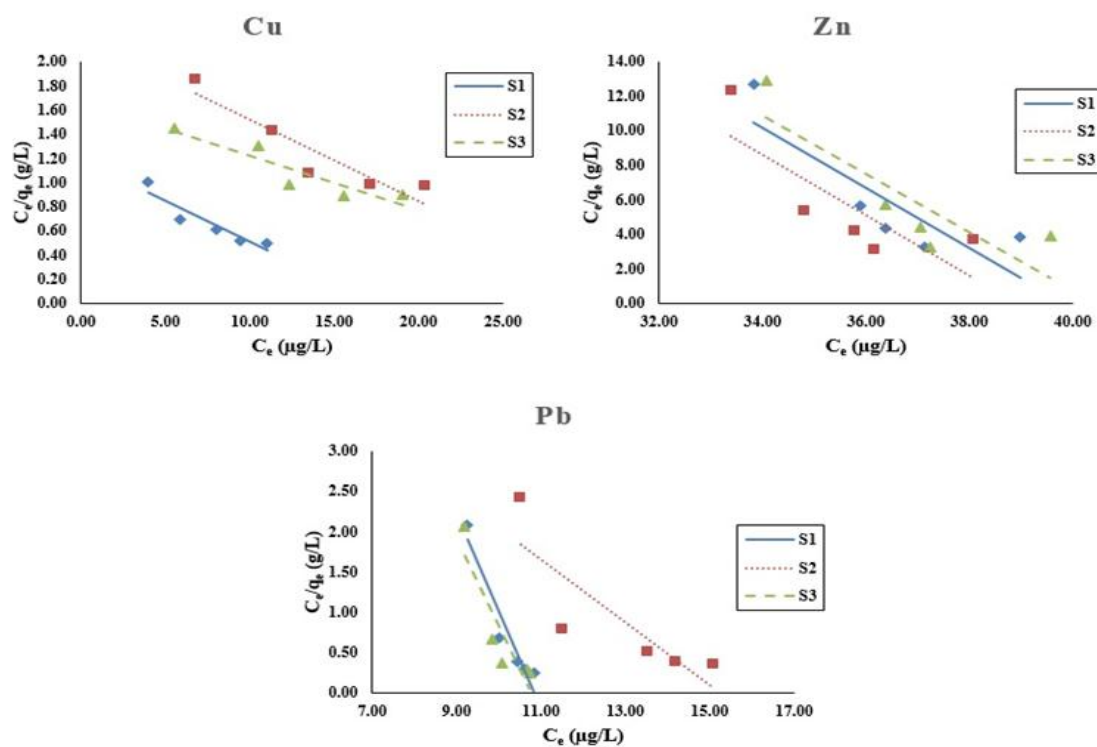 Cu
Ce/qe (g/L)
2.00
1.80
1.60
1.40
1.20
1.00
0.80
0.60
0.40
0.20
0.00
0.00 5.00 10.00 15.00 20.00 25.00
Ce (µg/L)
S1
S2
S3
Zn
Ce/qe (g/L)
14.00
12.00
10.00
8.00
6.00
4.00
2.00
0.00
32.00 34.00 36.00 38.00 40.00
Ce (µg/L)
S1
S2
S3
Pb
Ce/qe (g/L)
3.00
2.50
2.00
1.50
1.00
0.50
0.00
7.00 9.00 11.00 13.00 15.00 17.00
Ce (µg/L)
S1
S2
S3